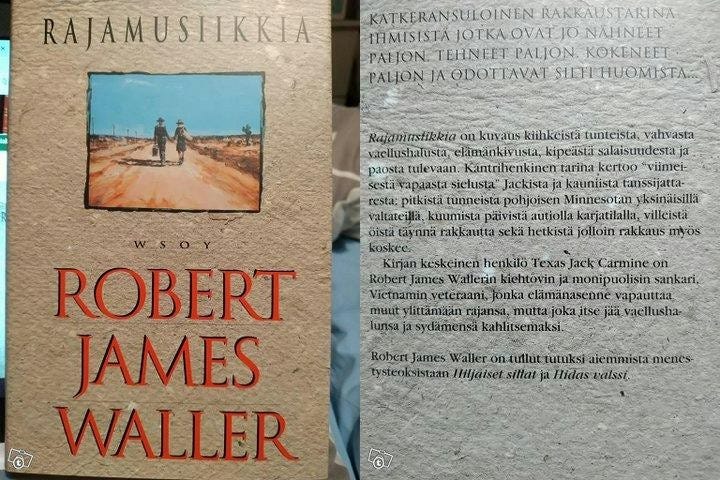 RAJAMUSIIKKIA
WSOY
ROBERT
JAMES
WALLER
KATKERANSULOINEN RAKKAUSTARINA
IHMISISTÄ JOTKA OVAT JO NÄHNEET
PALJON, TEHNEET PALJON, KOKENEET
PALJON JA ODOTTAVAT SILTI HUOMISTA...
Rajamusiikkia on kuvaus kiihkeistä tunteista, vahvasta
vaellushalusta, elämänkivusta, kipeästä salaisuudesta ja
paosta tulevaan. Kantrihenkinen tarina kertoo "viimei-
sestä vapaasta sielusta" Jackista ja kauniista tanssijatta-
resta; pitkistä tunneista pohjoisen Minnesotan yksinäisillä
valtateillä, kuumista päivistä autiolla karjatilalla, villeistä
öistä täynnä rakkautta sekä hetkistä jolloin rakkaus myös
koskee.
Kirjan keskeinen henkilö Texas Jack Carmine on
Robert James Wallerin kiehtovin ja monipuolisin sankari,
Vietnamin veteraani, jonka elämänasenne vapauttaa
muut ylittämään rajansa, mutta joka itse jää vaellusha-
lunsa ja sydämensä kahlitsemaksi.
Robert James Waller on tullut tutuksi aiemmista menes-
tysteoksistaan Hiljaiset sillat ja Hidas valssi.